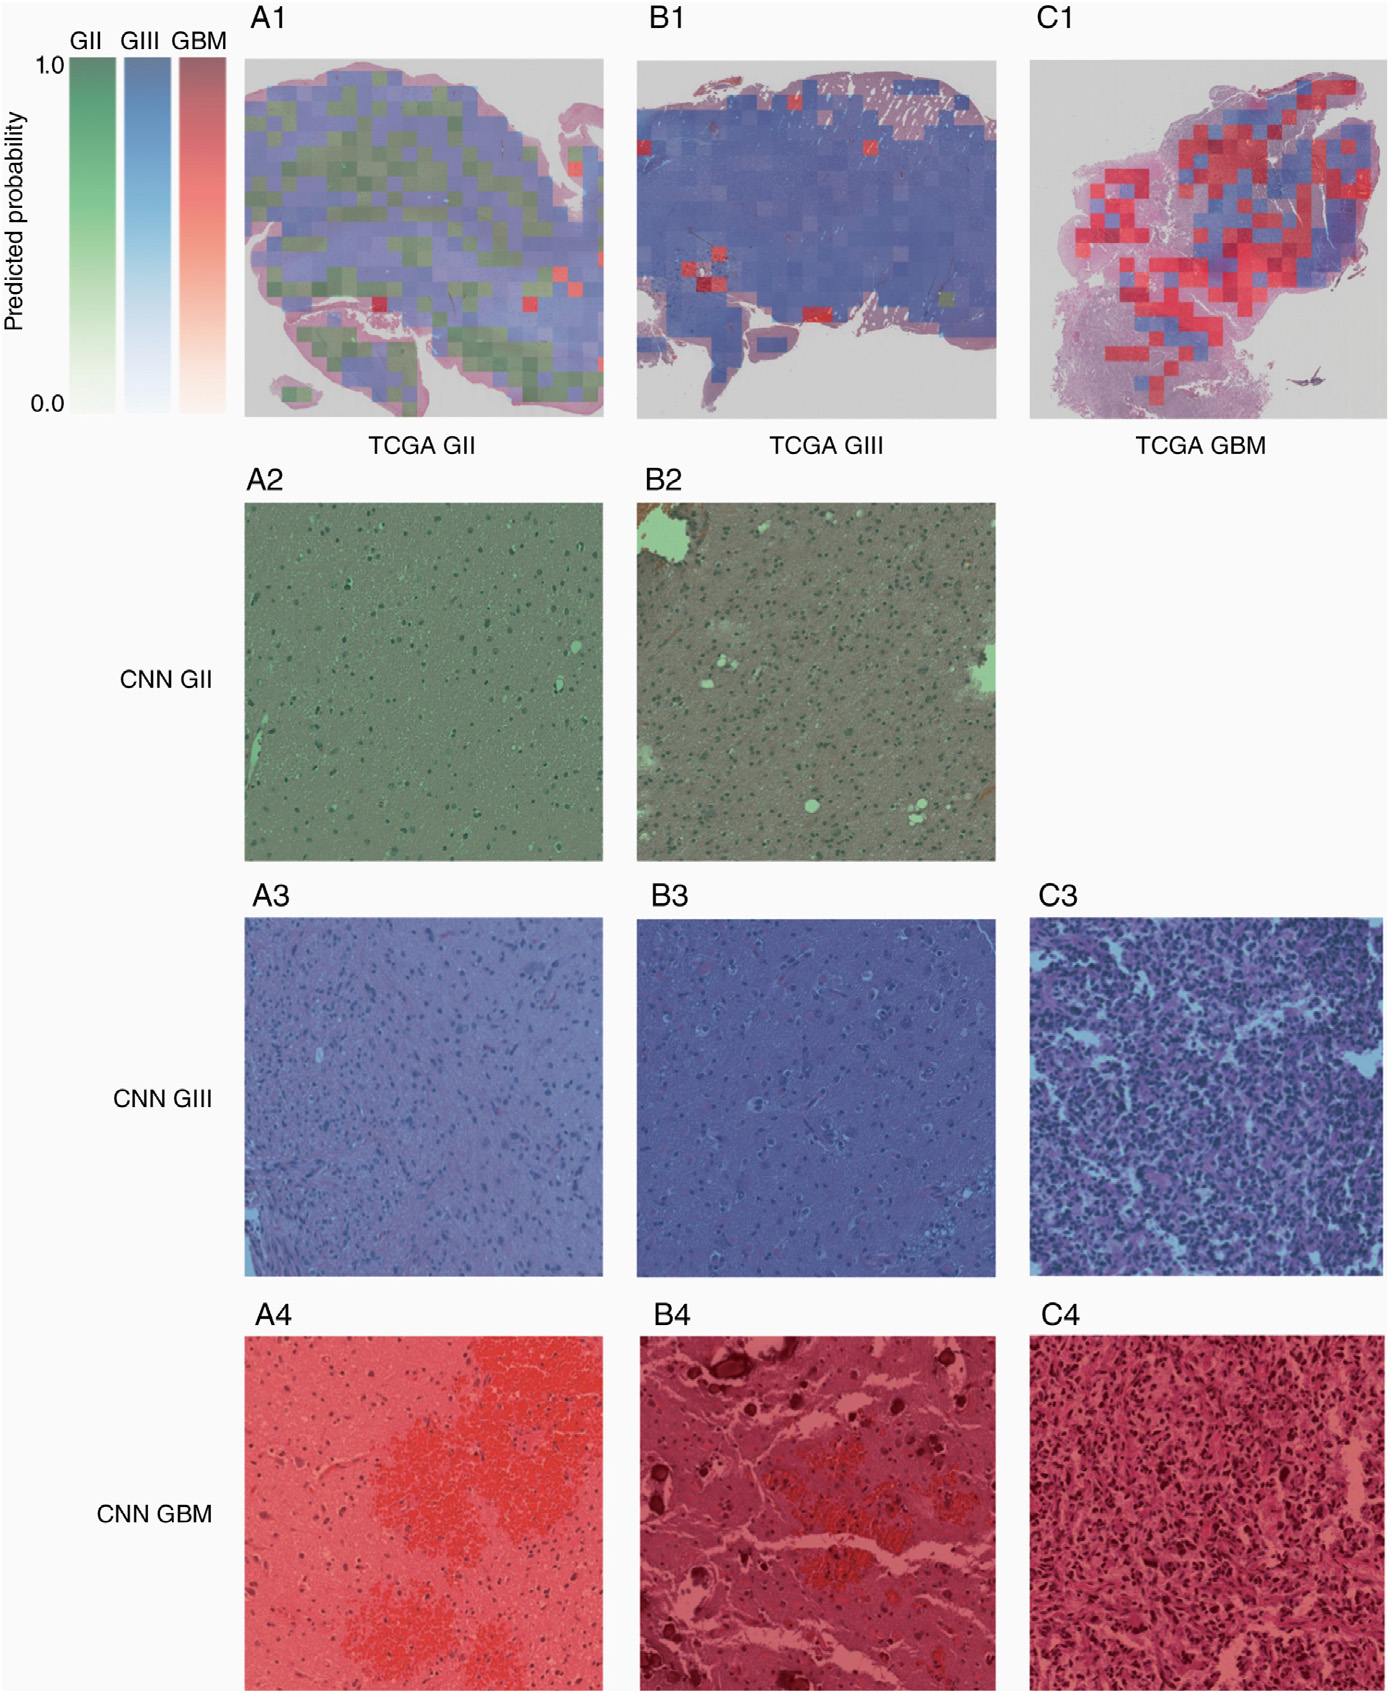 A1 B1 C1
GII GIII GBM
1.0
Predicted probability
0.0
TCGA GII TCGA GIII TCGA GBM
A2 B2
CNN GII
A3 B3 C3
CNN GIII
A4 B4 C4
CNN GBM